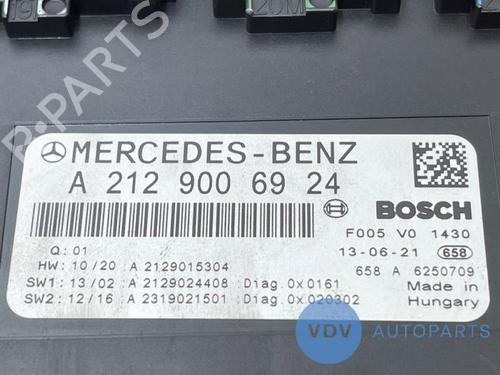 19
20M
B-PARTS
MERCEDES-BENZ
A 212 900 69 24
BOSCH
Q: 01
F005 V0 1430
HW: 10/20 A 2129015304
13-06-21 658
SW1: 13/02 A 2129024408 Diag.0x0161
658 A 6250709
SW2: 12/16 A 2319021501 Diag.0x020302
Made in
Hungary
VDV AUTOPARTS